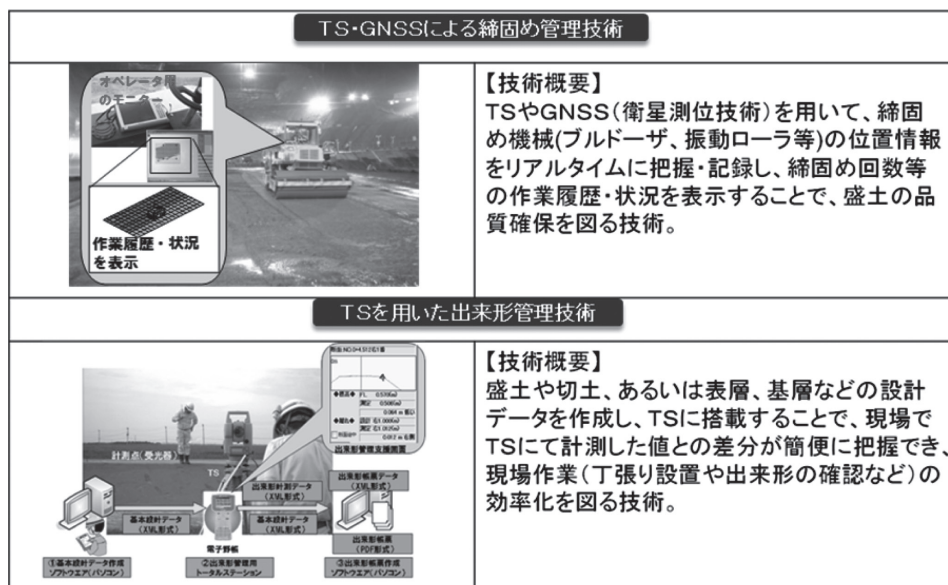 TS・GNSSによる締固め管理技術
オペレータ用
のモニター
作業履歴・状況
を表示
【技術概要】
TSやGNSS(衛星測位技術)を用いて、締固
め機械(ブルドーザ、振動ローラ等)の位置情報
をリアルタイムに把握・記録し、締固め回数等
の作業履歴・状況を表示することで、盛土の品
質確保を図る技術。
TSを用いた出来形管理技術
出来形管理支援画面
計測点(受光器)
TS
基本設計データ
(XML形式)
出来形計測データ
(XML形式)
基本設計データ
(XML形式)
出来形帳票データ
(XML形式)
出来形帳票
(PDF形式)
電子野帳
①基本設計データ作成
ソフトウエア(パソコン)
②出来形管理用
トータルステーション
③出来形帳票作成
ソフトウエア(パソコン)
【技術概要】
盛土や切土、あるいは表層、基層などの設計
データを作成し、TSに搭載することで、現場で
TSにて計測した値との差分が簡便に把握でき、
現場作業(丁張り設置や出来形の確認など)の
効率化を図る技術。